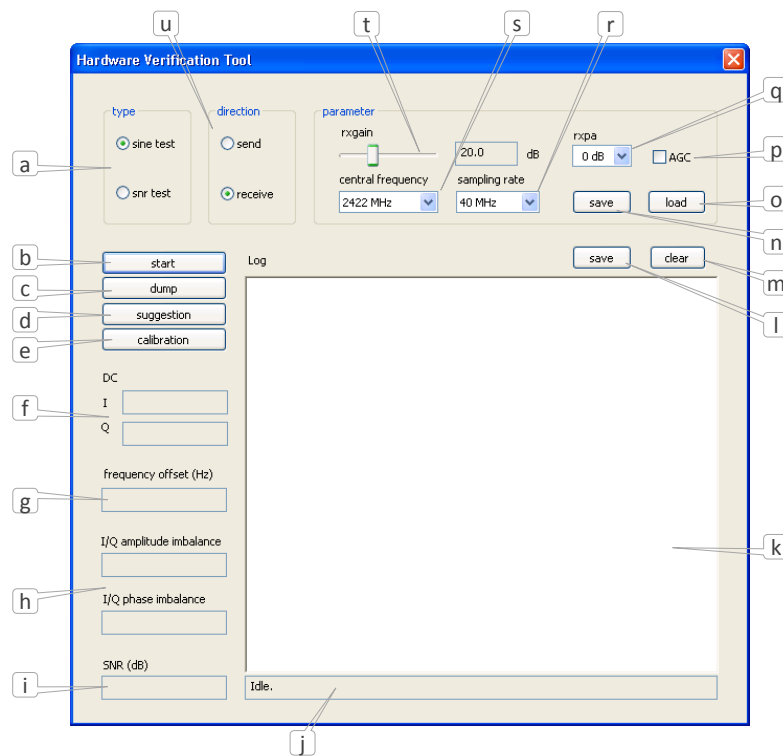 u
t
s
r
Hardware Verification Tool
q
type
direction
parameter
rxgain
rxpa
sine test
send
20.0
dB
0 dB
AGC
p
a
central frequency
sampling rate
snr test
receive
2422 MHz
40 MHz
save
load
o
n
b
start
Log
save
clear
m
c
dump
d
suggestion
l
e
calibration
DC
I
f
Q
frequency offset (Hz)
g
I/Q amplitude imbalance
k
h
I/Q phase imbalance
SNR (dB)
i
Idle.
j